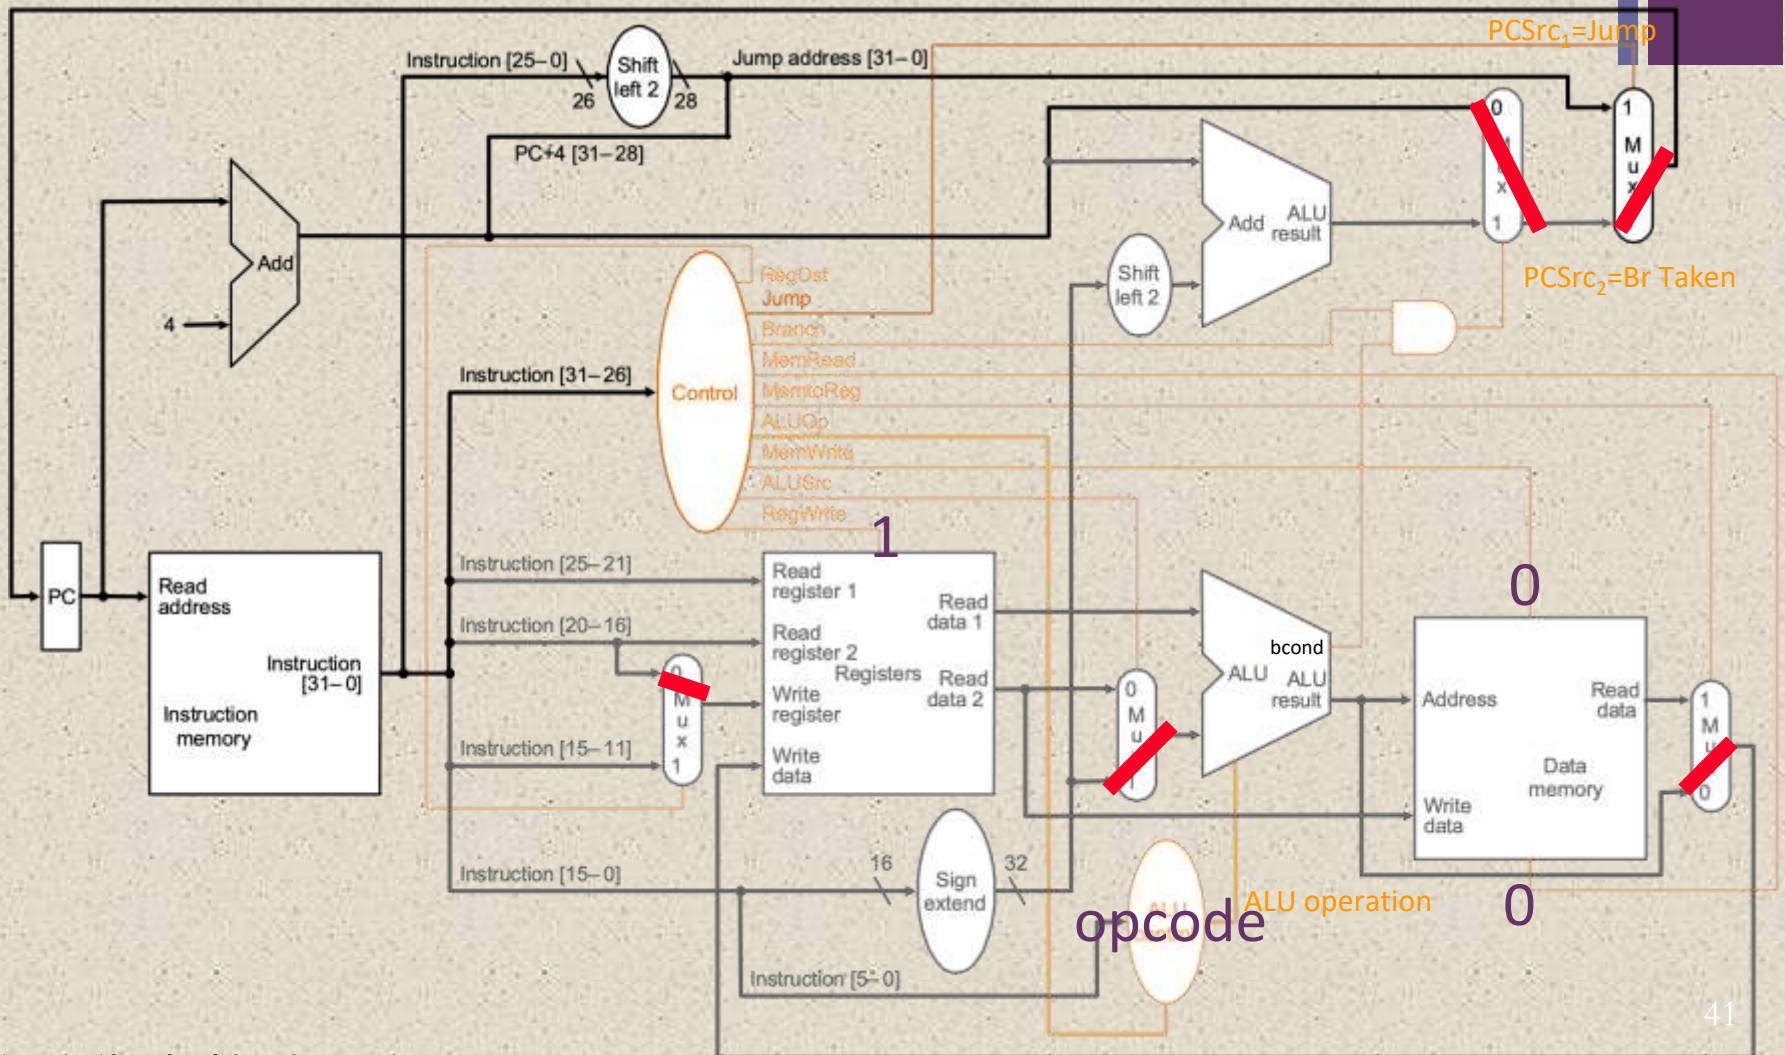 PCSrc1=Jump
Instruction [25–0]
Shift
left 2
Jump address [31–0]
26
28
PC+4 [31–28]
0
x
1
1
M
u
x
Add
ALU
result
Add
4
Shift
left 2
PCSrc2=Br Taken
RegDst
Jump
Branch
MemRead
MemtoReg
ALUOp
MemWrite
ALUSrc
RegWrite
Control
Instruction [31–26]
1
PC
Read
address
Instruction
[31–0]
Instruction
memory
Instruction [25–21]
Instruction [20–16]
Instruction [15–11]
0
M
u
x
1
Read
register 1
Read
register 2
Registers
Write
register
Write
data
Read
data 1
Read
data 2
0
M
u
bcond
ALU
ALU
result
0
Address
Read
data
Data
memory
Write
data
1
M
u
0
Instruction [15–0]
16
Sign
extend
32
opcode
ALU operation
0
Instruction [5–0]
41